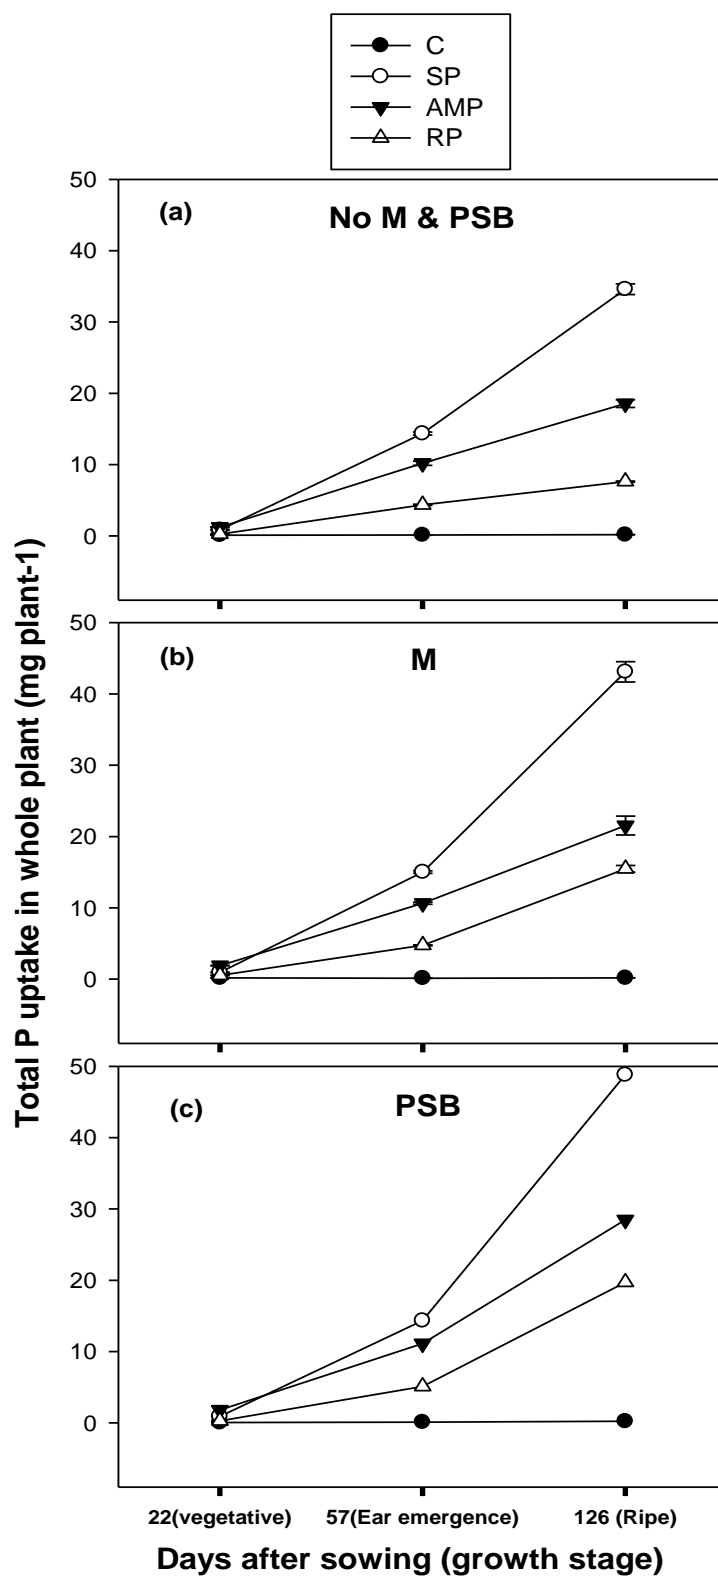 C
SP
AMP
RP
50
(a)
No M & PSB
40
30
20
10
0
50
(b)
M
40
30
20
10
0
50
(c)
PSB
40
30
20
10
0
Total P uptake in whole plant (mg plant-1)
22(vegetative) 57(Ear emergence) 126 (Ripe)
Days after sowing (growth stage)